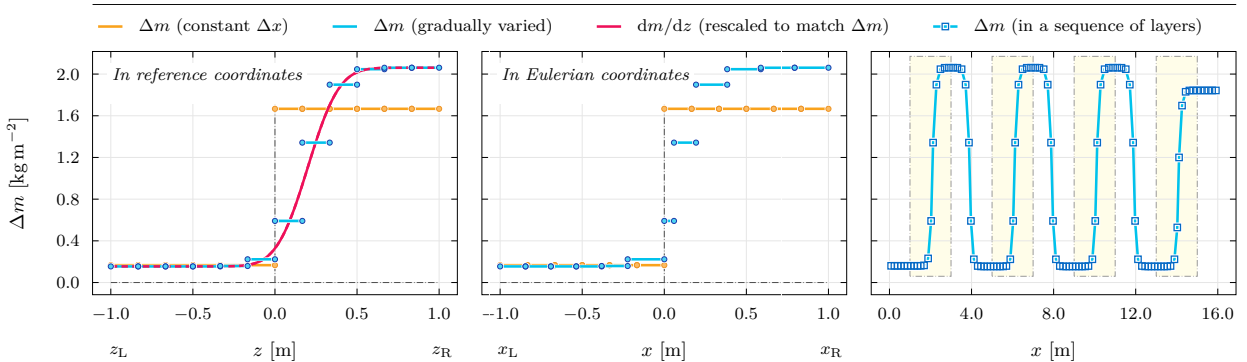 Δm (constant Δx) Δm (gradually varied) dm/dz (rescaled to match Δm) Δm (in a sequence of layers)
In reference coordinates In Eulerian coordinates
Δm [kg m⁻²]
2.0
1.6
1.2
0.8
0.4
0.0
−1.0 −0.5 0.0 0.5 1.0
−1.0 −0.5 0.0 0.5 1.0
0.0 4.0 8.0 12.0 16.0
z_L z [m] z_R
x_L x [m] x_R
x [m]